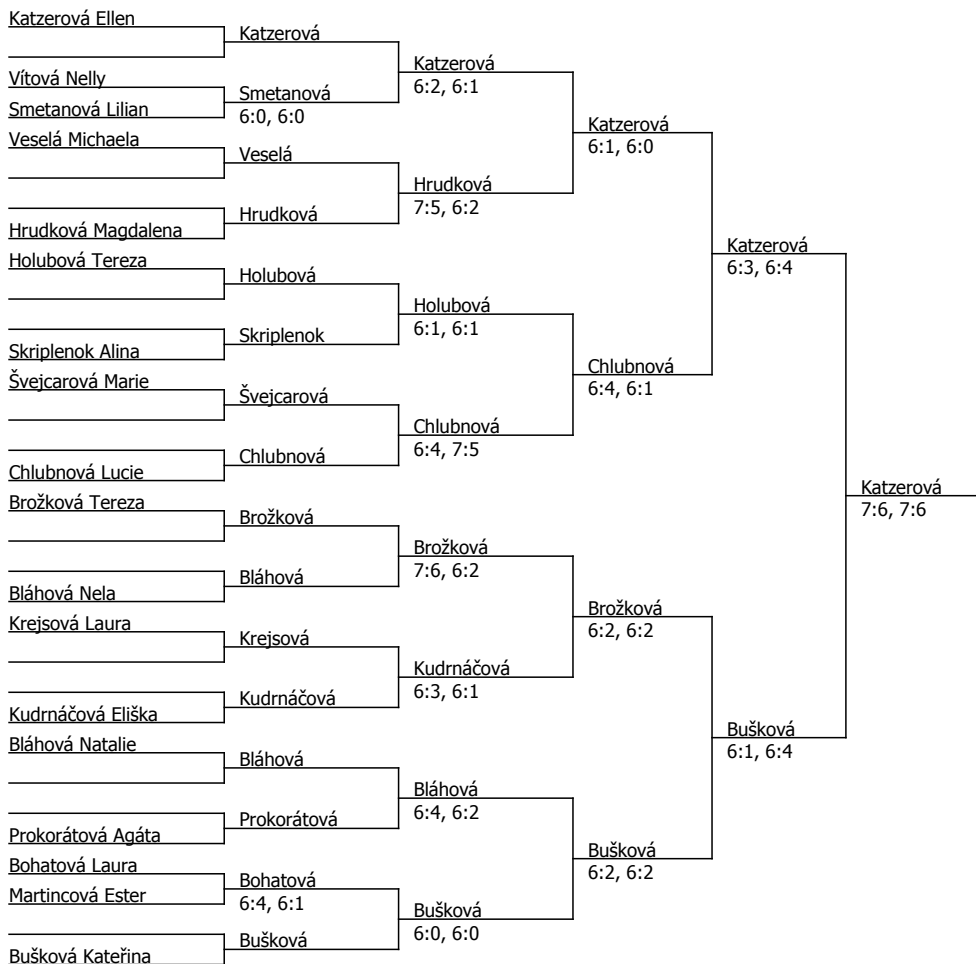 Katzerová Ellen
Vítová Nelly
Smetanová Lilian
Veselá Michaela
Hrudková Magdalena
Holubová Tereza
Skriplenok Alina
Švejcarová Marie
Chlubnová Lucie
Brožková Tereza
Bláhová Nela
Krejsová Laura
Kudrnáčová Eliška
Bláhová Natalie
Prokorátová Agáta
Bohatová Laura
Martincová Ester
Bušková Kateřina
Katzerová
Smetanová
6:0, 6:0
Veselá
Hrudková
Holubová
Skriplenok
Švejcarová
Chlubnová
Brožková
Bláhová
Krejsová
Kudrnáčová
Bláhová
Prokorátová
Bohatová
6:4, 6:1
Bušková
Katzerová
6:2, 6:1
Hrudková
7:5, 6:2
Holubová
6:1, 6:1
Chlubnová
6:4, 7:5
Brožková
7:6, 6:2
Kudrnáčová
6:3, 6:1
Bláhová
6:4, 6:2
Bušková
6:0, 6:0
Katzerová
6:1, 6:0
Chlubnová
6:4, 6:1
Brožková
6:2, 6:2
Bušková
6:2, 6:2
Katzerová
6:3, 6:4
Bušková
6:1, 6:4
Katzerová
7:6, 7:6